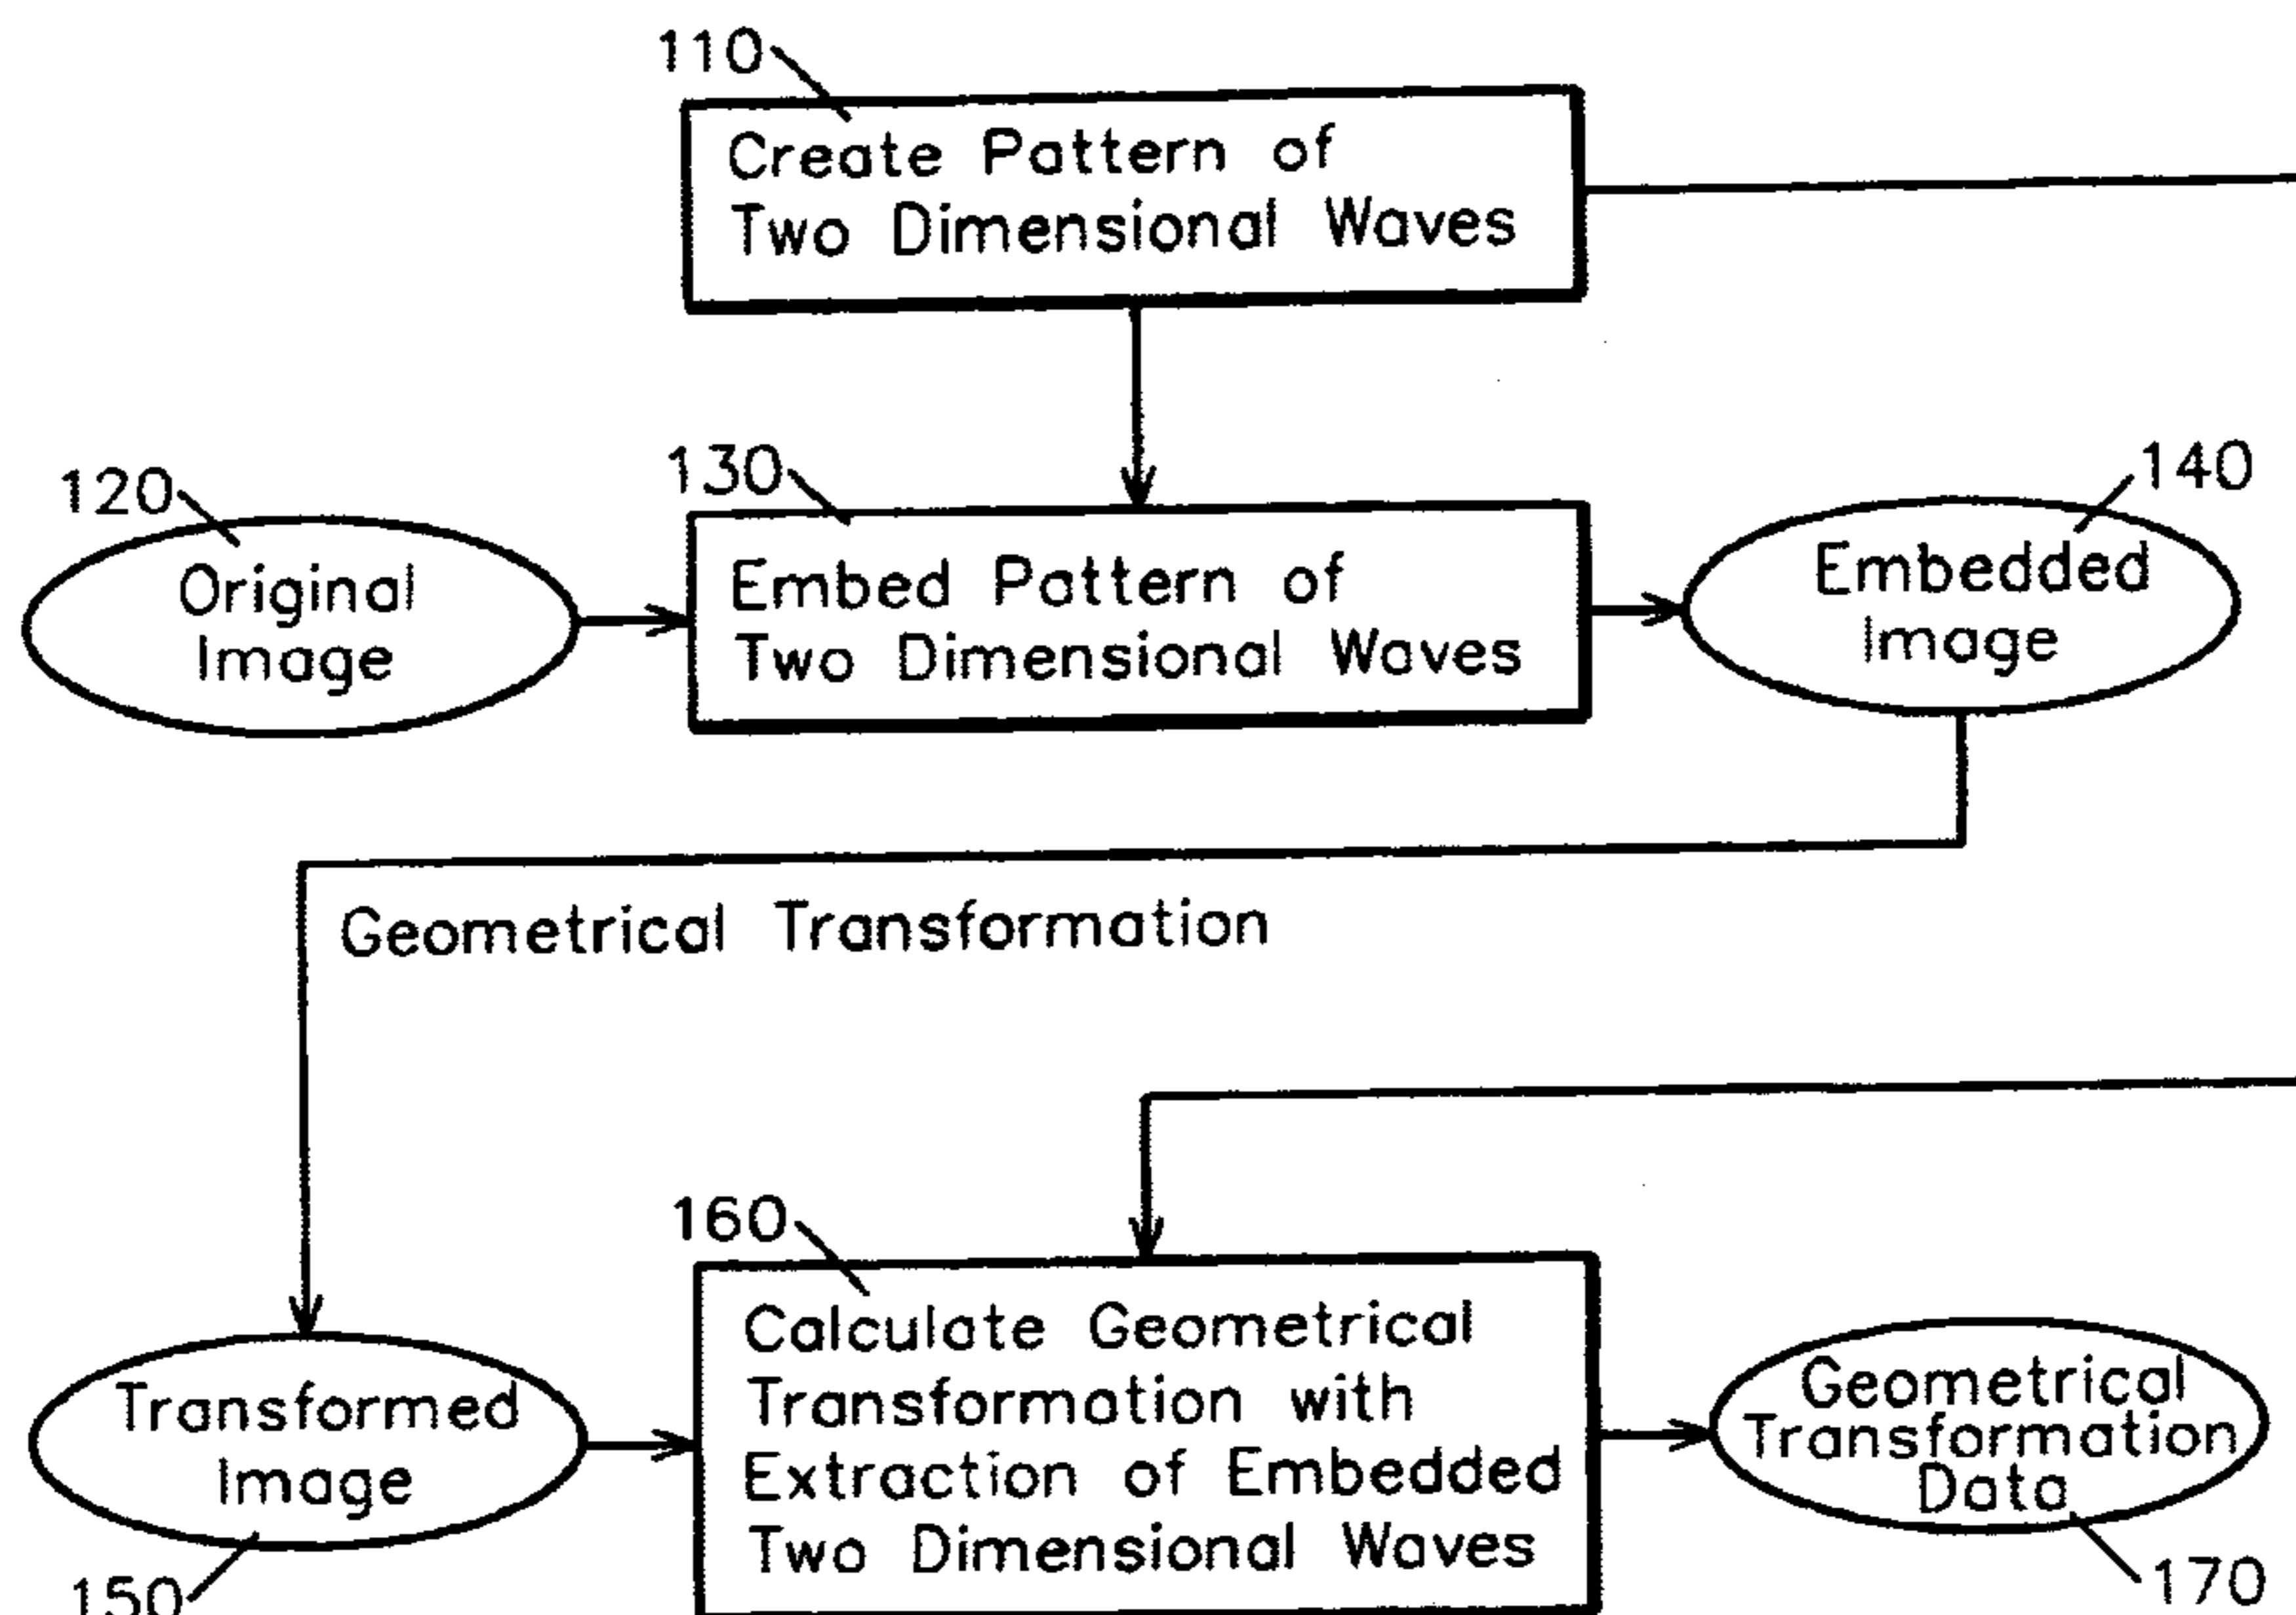 110
Create Pattern of
Two Dimensional Waves
120
Original
Image
130
Embed Pattern of
Two Dimensional Waves
140
Embedded
Image
Geometrical Transformation
150
Transformed
Image
160
Calculate Geometrical
Transformation with
Extraction of Embedded
Two Dimensional Waves
Geometrical
Transformation
Data
170